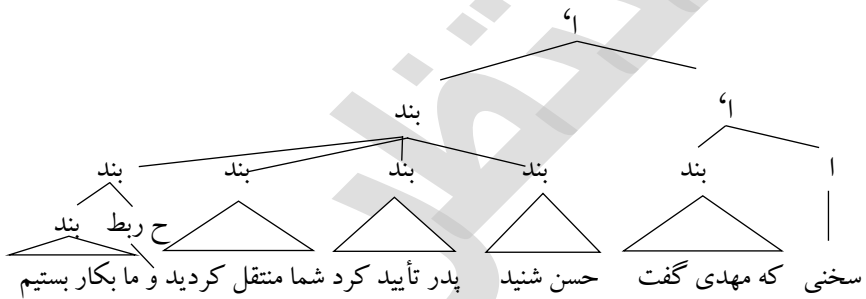 ا‘
بند ا‘
ا بند بند بند بند بند
ح ربط بند
سخنی که مهدی گفت حسن شنید پدر تأیید کرد شما منتقل کردید و ما بکار بستیم